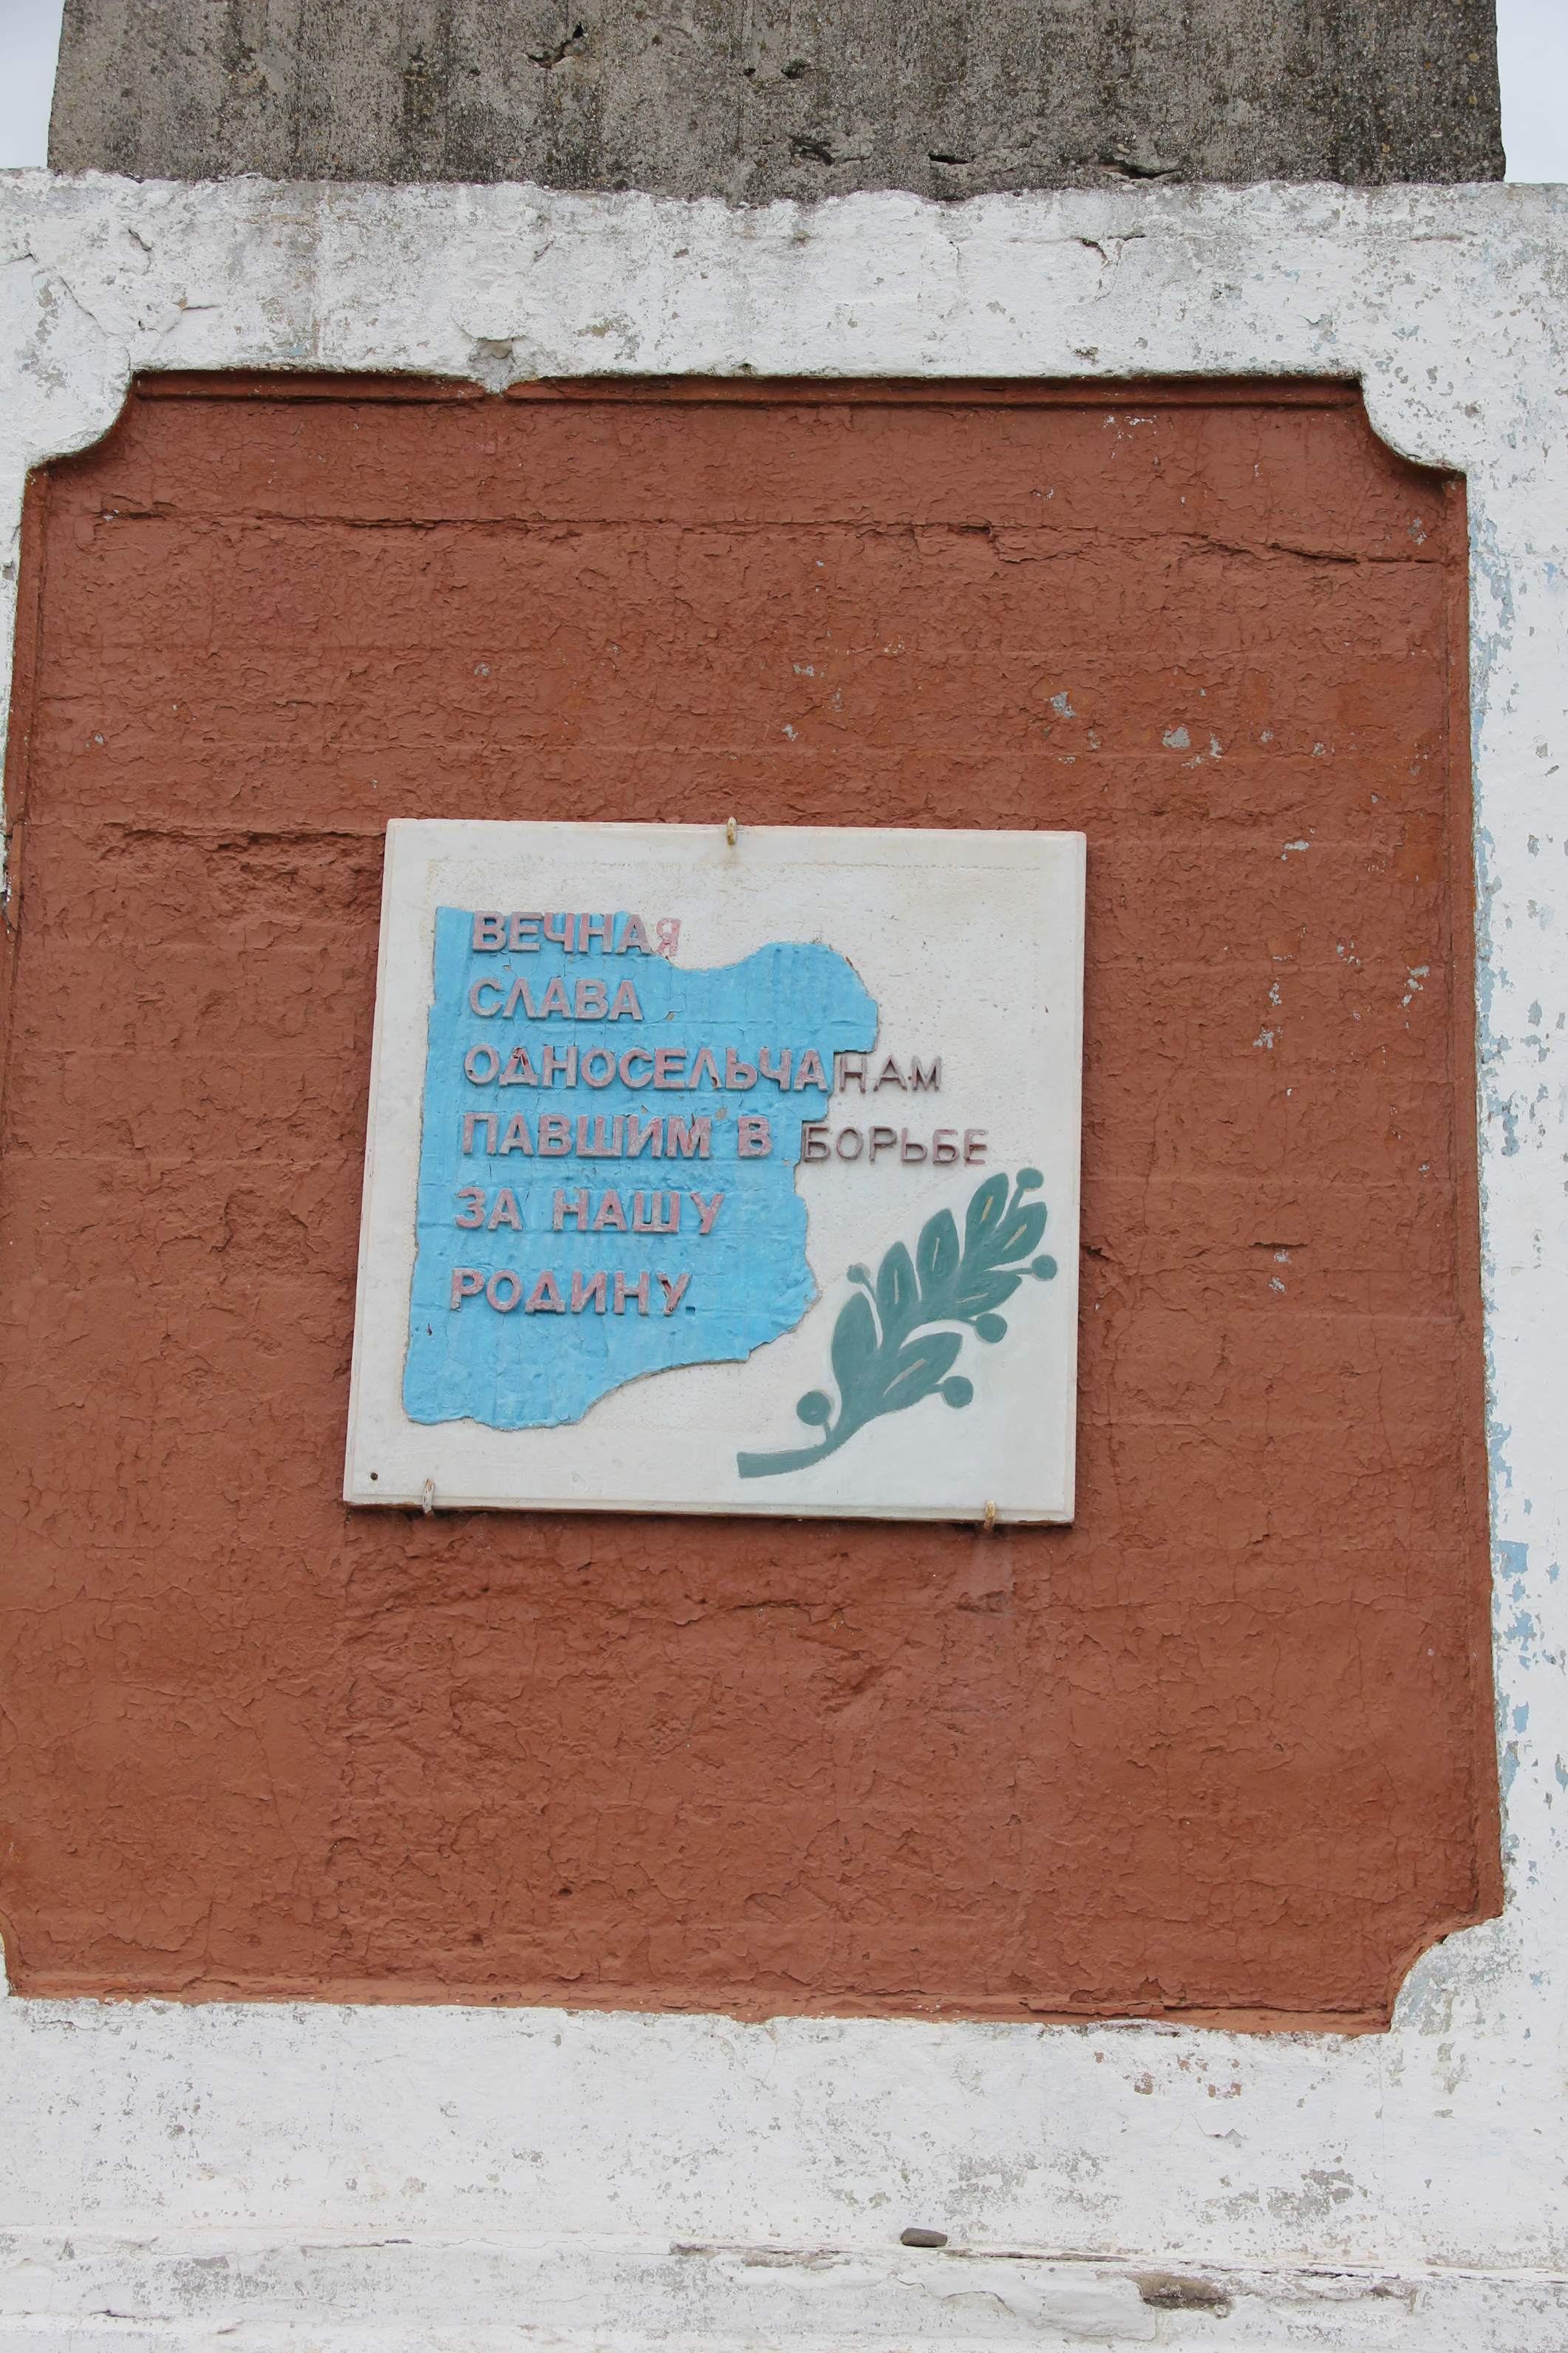 ВЕЧНАЯ
СЛАВА
ОДНОСЕЛЬЧАНАМ
ПАВШИМ В БОРЬБЕ
ЗА НАШУ
РОДИНУ.